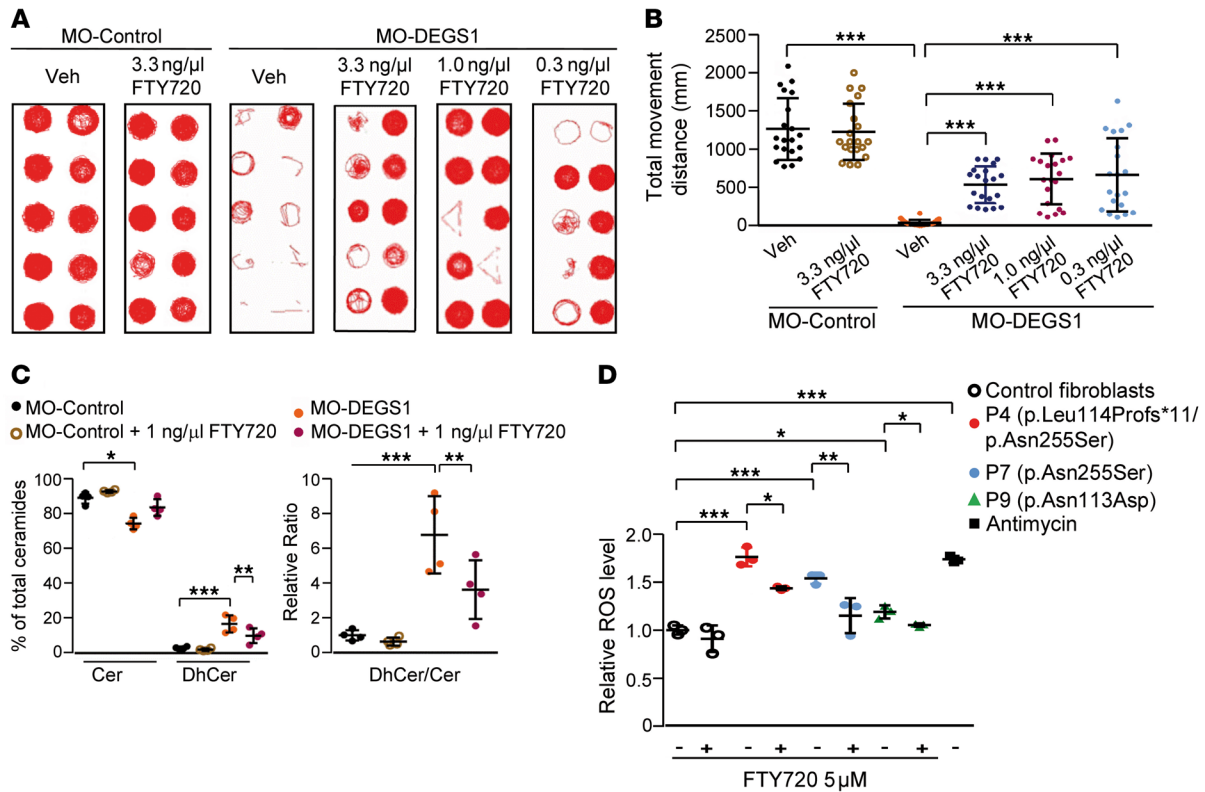 A
MO-Control
MO-DEGS1
Veh
3.3 ng/µl
FTY720
Veh
3.3 ng/µl
FTY720
1.0 ng/µl
FTY720
0.3 ng/µl
FTY720
B
Total movement
distance (mm)
2500
2000
1500
1000
500
0
***
***
***
***
Veh
3.3 ng/µl
FTY720
Veh
3.3 ng/µl
FTY720
1.0 ng/µl
FTY720
0.3 ng/µl
FTY720
MO-Control
MO-DEGS1
C
MO-Control
MO-Control + 1 ng/µl FTY720
MO-DEGS1
MO-DEGS1 + 1 ng/µl FTY720
% of total ceramides
100
80
60
40
20
0
*
***
**
Cer
DhCer
Relative Ratio
10
8
6
4
2
0
***
**
DhCer/Cer
D
Control fibroblasts
P4 (p.Leu114Profs*11/
p.Asn255Ser)
P7 (p.Asn255Ser)
P9 (p.Asn113Asp)
Antimycin
***
*
*
***
**
***
*
Relative ROS level
2.0
1.5
1.0
0.5
0
- + - + - + - + -
FTY720 5 µM